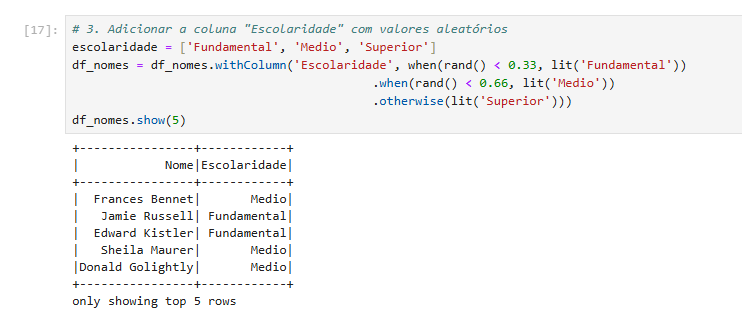 [17]: # 3. Adicionar a coluna "Escolaridade" com valores aleatórios
escolaridade = ['Fundamental', 'Medio', 'Superior']
df_nomes = df_nomes.withColumn('Escolaridade', when(rand() < 0.33, lit('Fundamental'))
                                          .when(rand() < 0.66, lit('Medio'))
                                          .otherwise(lit('Superior')))
df_nomes.show(5)
+----------------+------------+
|            Nome|Escolaridade|
+----------------+------------+
|  Frances Bennet|       Medio|
|   Jamie Russell| Fundamental|
|  Edward Kistler| Fundamental|
|   Sheila Maurer|       Medio|
|Donald Golightly|       Medio|
+----------------+------------+
only showing top 5 rows